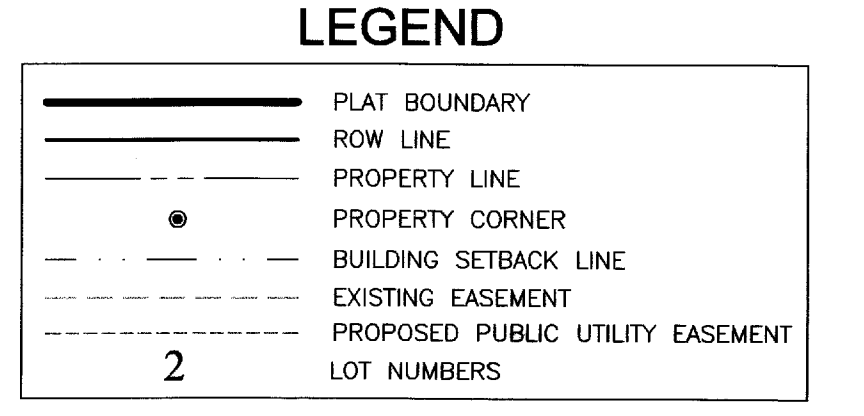 LEGEND
PLAT BOUNDARY
ROW LINE
PROPERTY LINE
PROPERTY CORNER
BUILDING SETBACK LINE
EXISTING EASEMENT
PROPOSED PUBLIC UTILITY EASEMENT
2 LOT NUMBERS